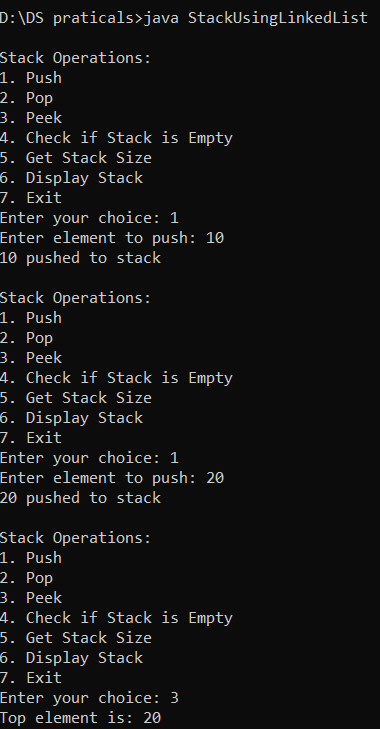 D:\DS praticals>java StackUsingLinkedList
Stack Operations:
1. Push
2. Pop
3. Peek
4. Check if Stack is Empty
5. Get Stack Size
6. Display Stack
7. Exit
Enter your choice: 1
Enter element to push: 10
10 pushed to stack
Stack Operations:
1. Push
2. Pop
3. Peek
4. Check if Stack is Empty
5. Get Stack Size
6. Display Stack
7. Exit
Enter your choice: 1
Enter element to push: 20
20 pushed to stack
Stack Operations:
1. Push
2. Pop
3. Peek
4. Check if Stack is Empty
5. Get Stack Size
6. Display Stack
7. Exit
Enter your choice: 3
Top element is: 20